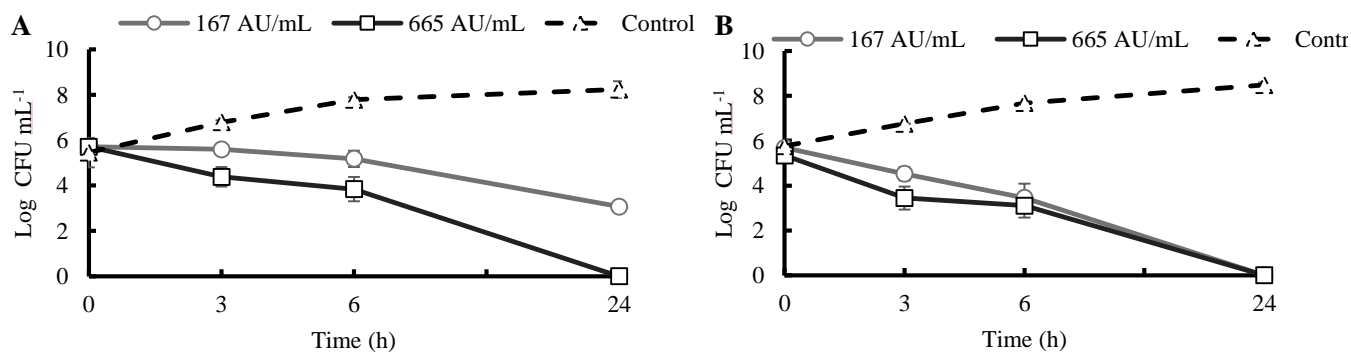 A
167 AU/mL 665 AU/mL Control
10
8
6
4
2
0
Log CFU mL-1
0 3 6 24
Time (h)
B
167 AU/mL 665 AU/mL Contr
10
8
6
4
2
0
Log CFU mL-1
0 3 6 24
Time (h)